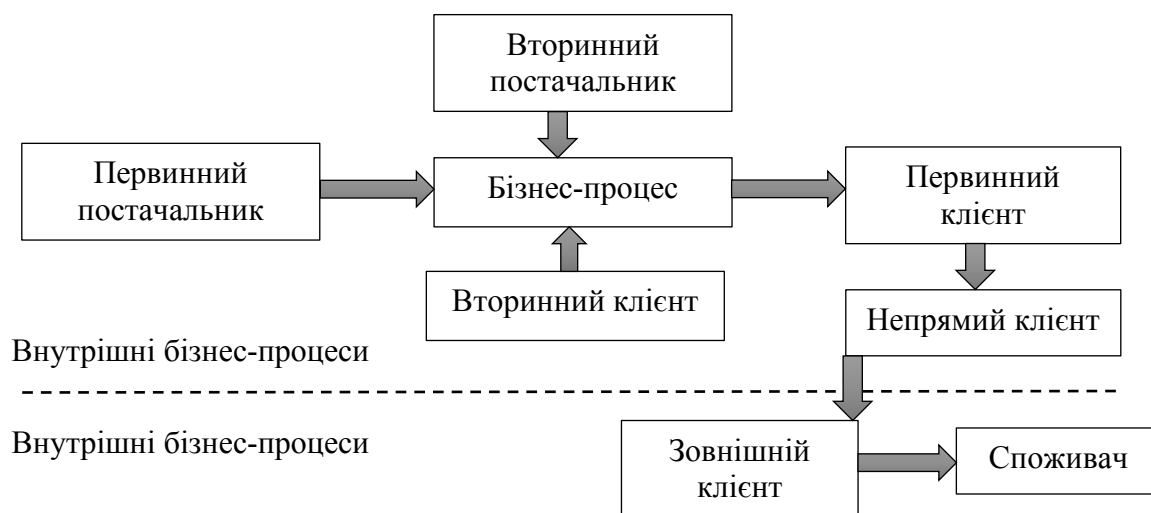 Вторинний
постачальник
Первинний
постачальник
Бізнес-процес
Первинний
клієнт
Вторинний клієнт
Непрямий клієнт
Внутрішні бізнес-процеси
Внутрішні бізнес-процеси
Зовнішній
клієнт
Споживач